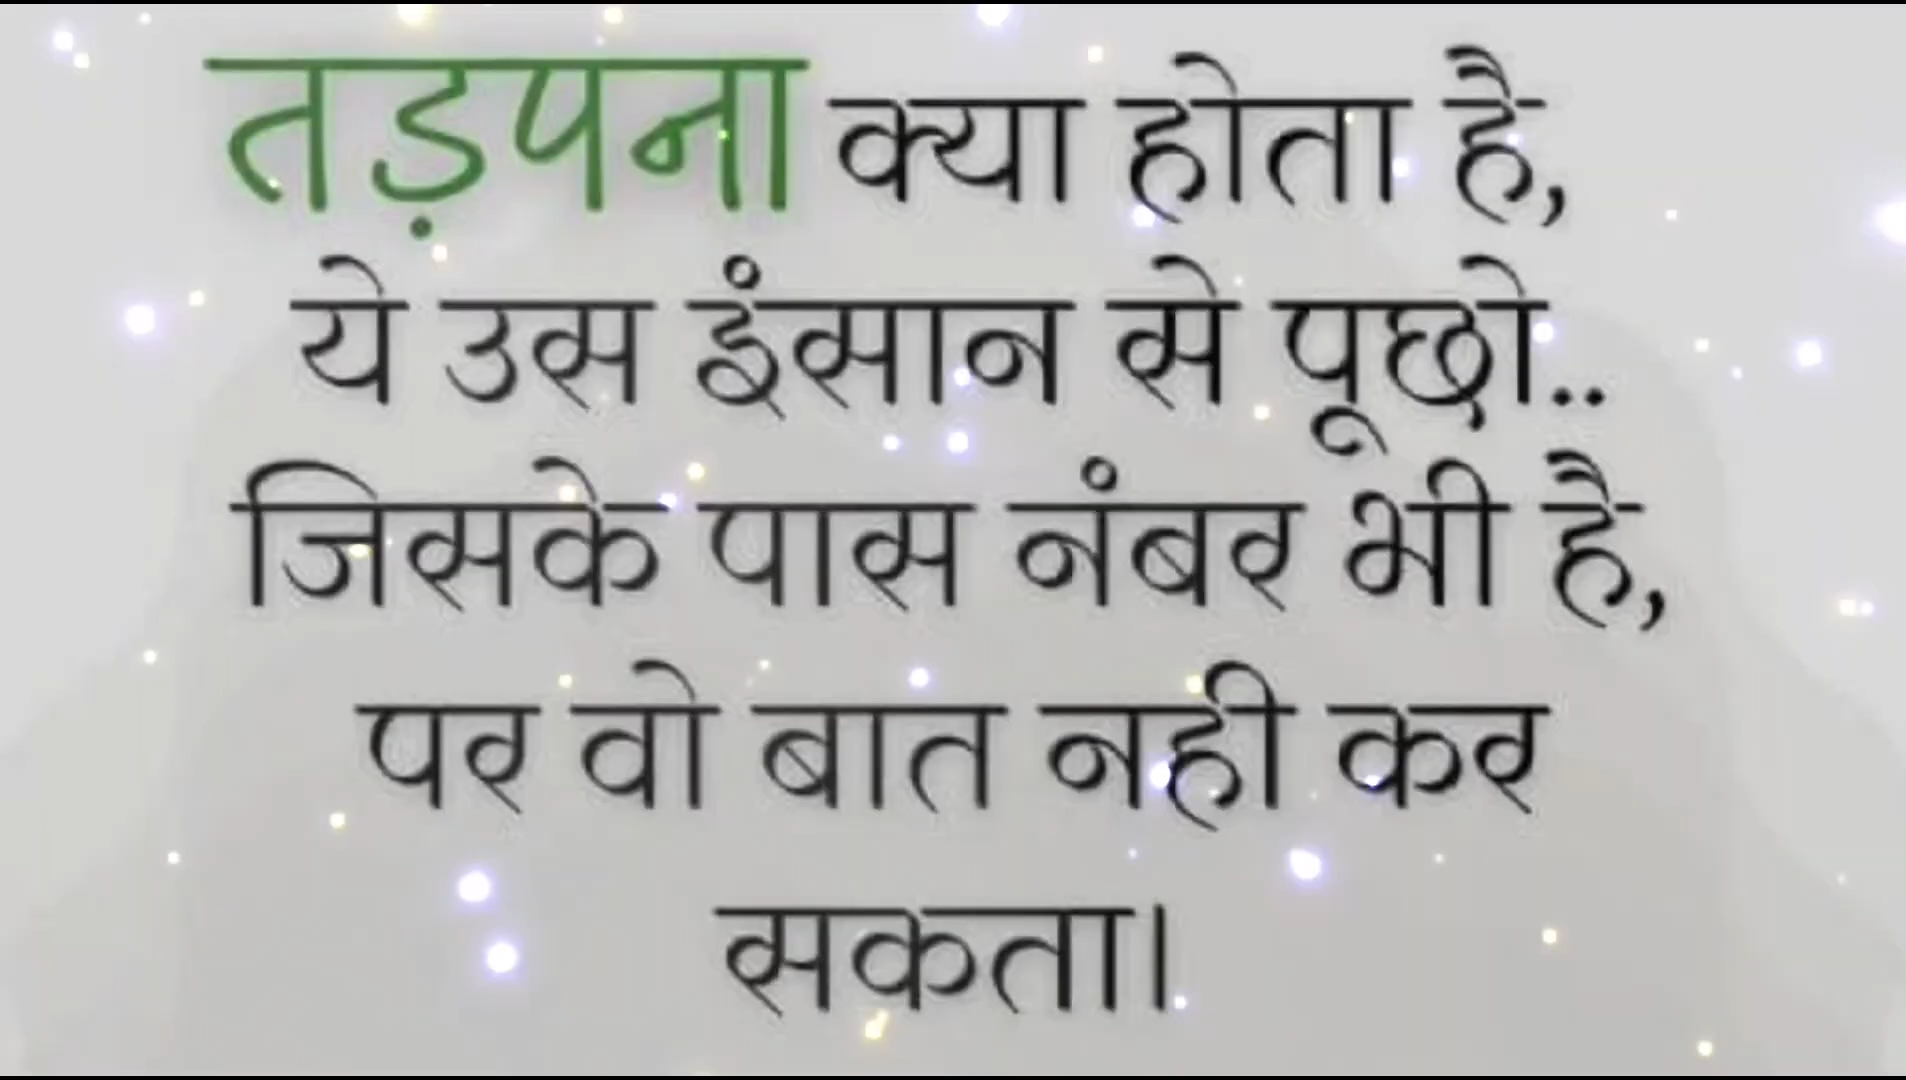 तड़पना क्या होता है,
ये उस इंसान से पूछो..
जिसके पास नंबर भी है,
पर वो बात नही कर
सकता।